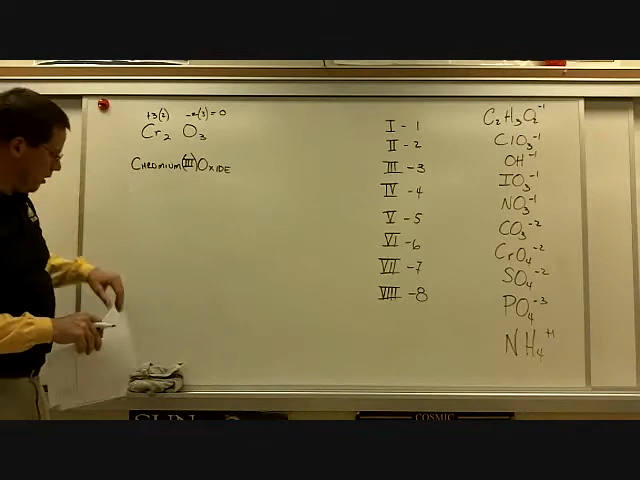 +3(2) -2(3) = 0
Cr2 O3
CHROMIUM (III) OXIDE
I - 1
II - 2
III - 3
IV - 4
V - 5
VI - 6
VII - 7
VIII - 8
C2H3O2-1
ClO3-1
OH-1
IO3-1
NO3-1
CO3-2
CrO4-2
SO4-2
PO4-3
NH4+1
SUN
COSMIC